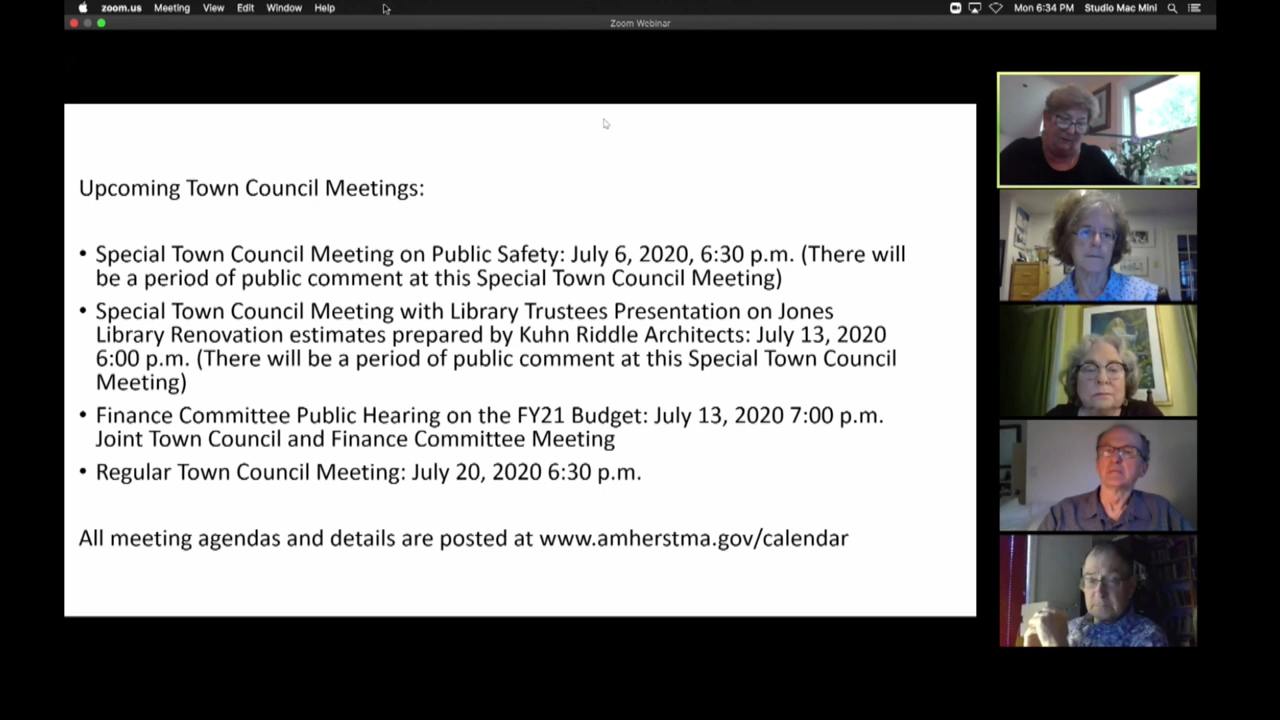 zoom.us Meeting View Edit Window Help Mon 6:34 PM Studio Mac Mini
Zoom Webinar
Upcoming Town Council Meetings:
• Special Town Council Meeting on Public Safety: July 6, 2020, 6:30 p.m. (There will
be a period of public comment at this Special Town Council Meeting)
• Special Town Council Meeting with Library Trustees Presentation on Jones
Library Renovation estimates prepared by Kuhn Riddle Architects: July 13, 2020
6:00 p.m. (There will be a period of public comment at this Special Town Council
Meeting)
• Finance Committee Public Hearing on the FY21 Budget: July 13, 2020 7:00 p.m.
Joint Town Council and Finance Committee Meeting
• Regular Town Council Meeting: July 20, 2020 6:30 p.m.
All meeting agendas and details are posted at www.amherstma.gov/calendar